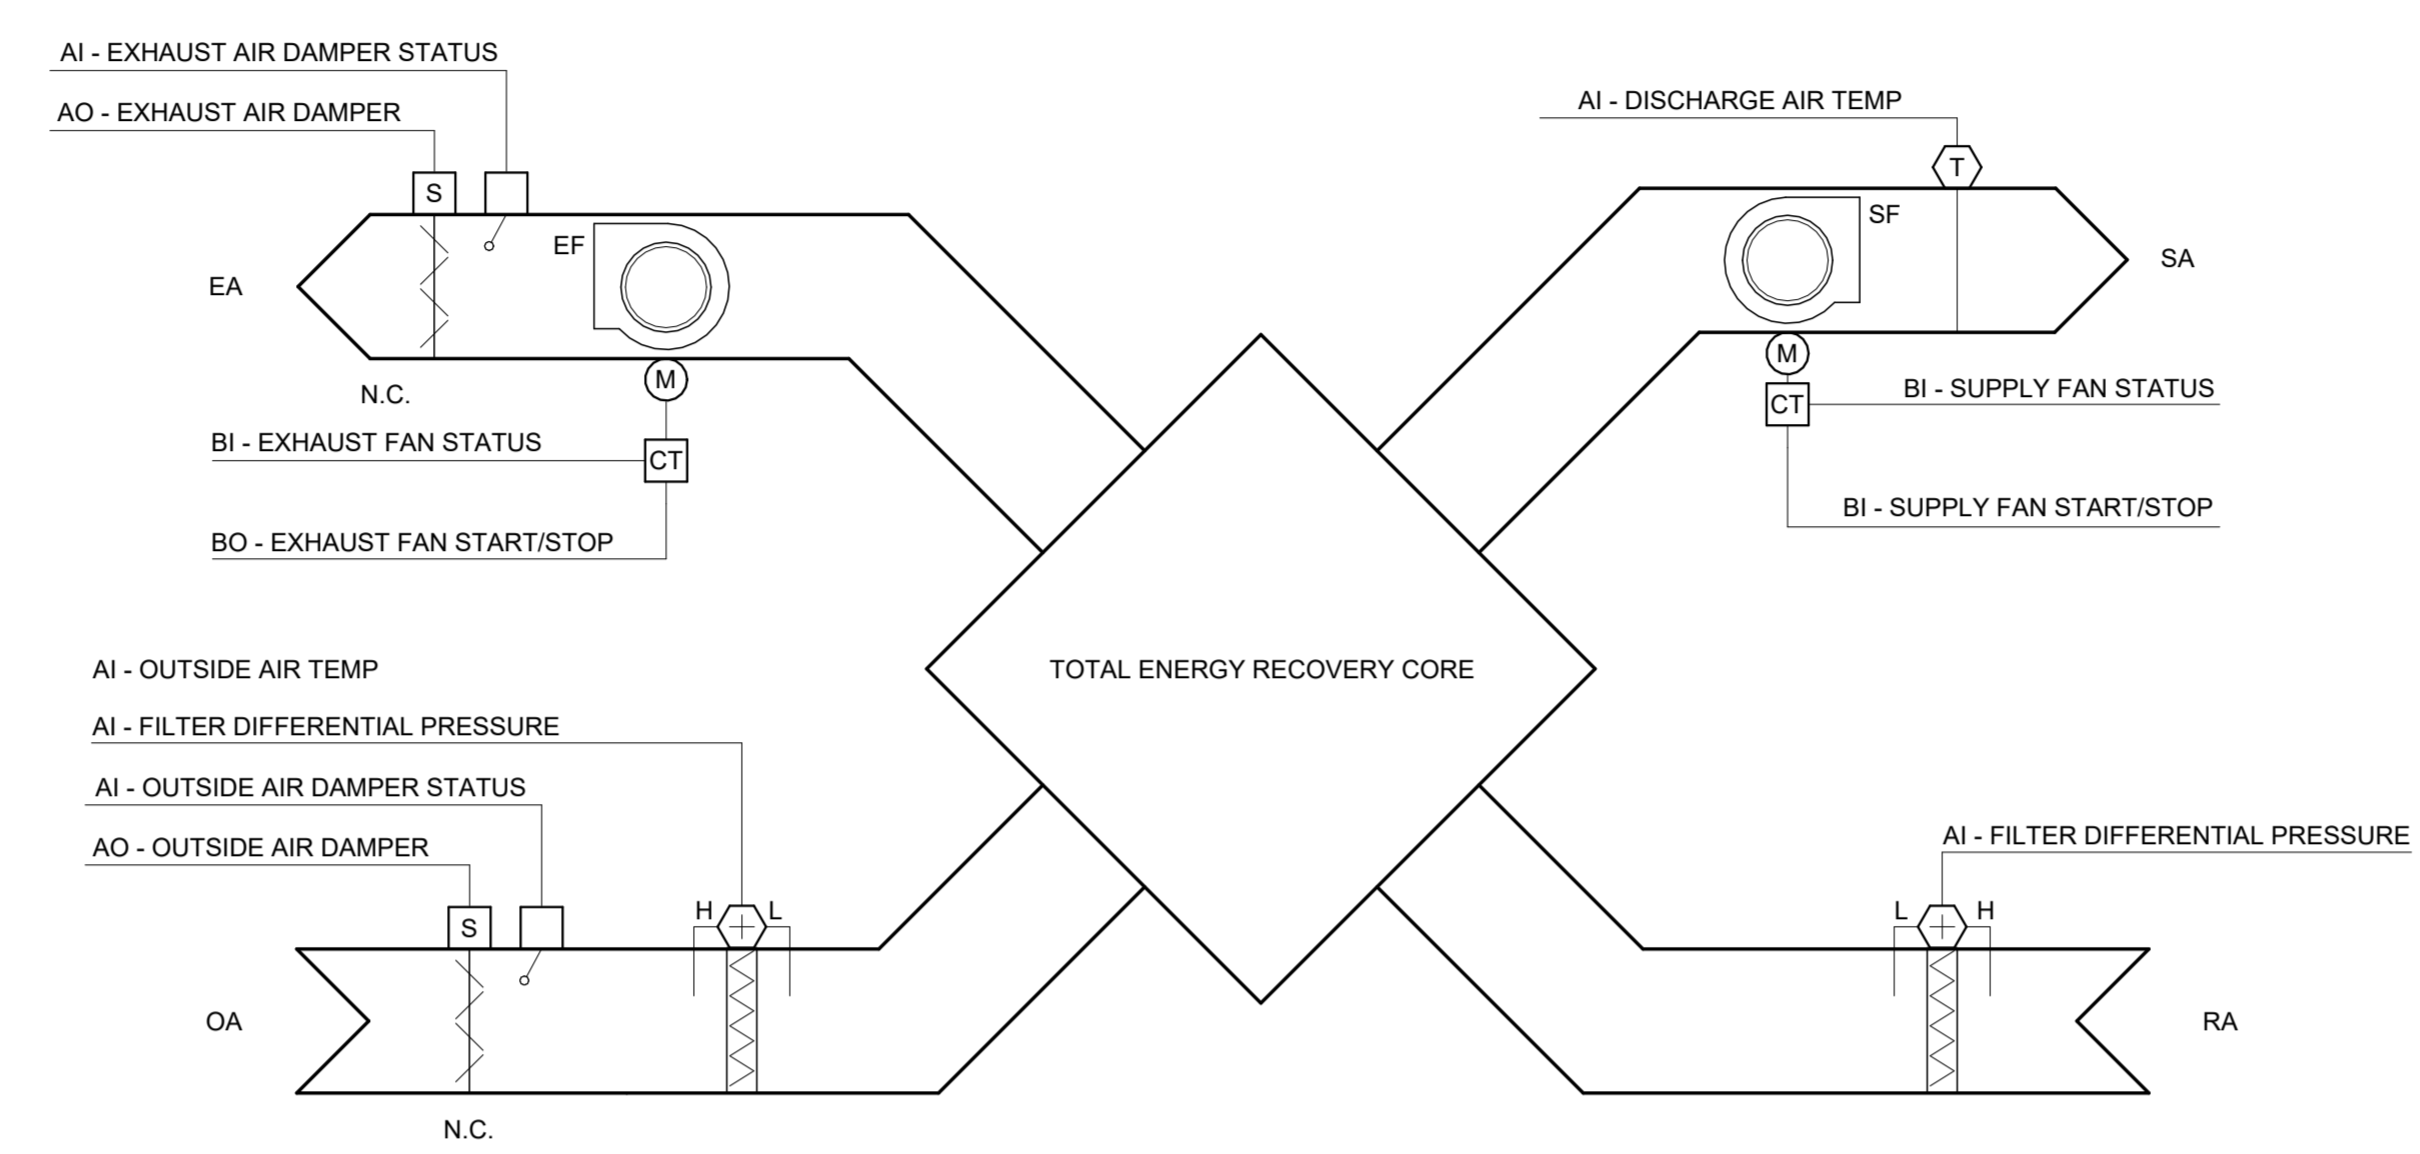 AI - EXHAUST AIR DAMPER STATUS
AO - EXHAUST AIR DAMPER
S
EF
EA
M
N.C.
BI - EXHAUST FAN STATUS
CT
BO - EXHAUST FAN START/STOP
AI - DISCHARGE AIR TEMP
T
SF
SA
M
BI - SUPPLY FAN STATUS
CT
BI - SUPPLY FAN START/STOP
TOTAL ENERGY RECOVERY CORE
AI - OUTSIDE AIR TEMP
AI - FILTER DIFFERENTIAL PRESSURE
AI - OUTSIDE AIR DAMPER STATUS
AO - OUTSIDE AIR DAMPER
S
H
L
OA
N.C.
AI - FILTER DIFFERENTIAL PRESSURE
L
H
RA